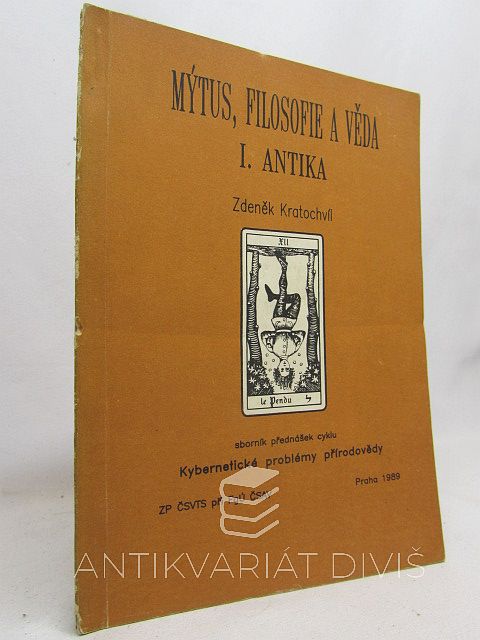 MÝTUS, FILOSOFIE A VĚDA
I. ANTIKA
Zdeněk Kratochvíl
XII
le Pendu
sborník přednášek cyklu
Kybernetické problémy přírodovědy
ZP ČSVTS při FgÚ ČSAV
Praha 1989
ANTIKVARIÁT DIVIŠ